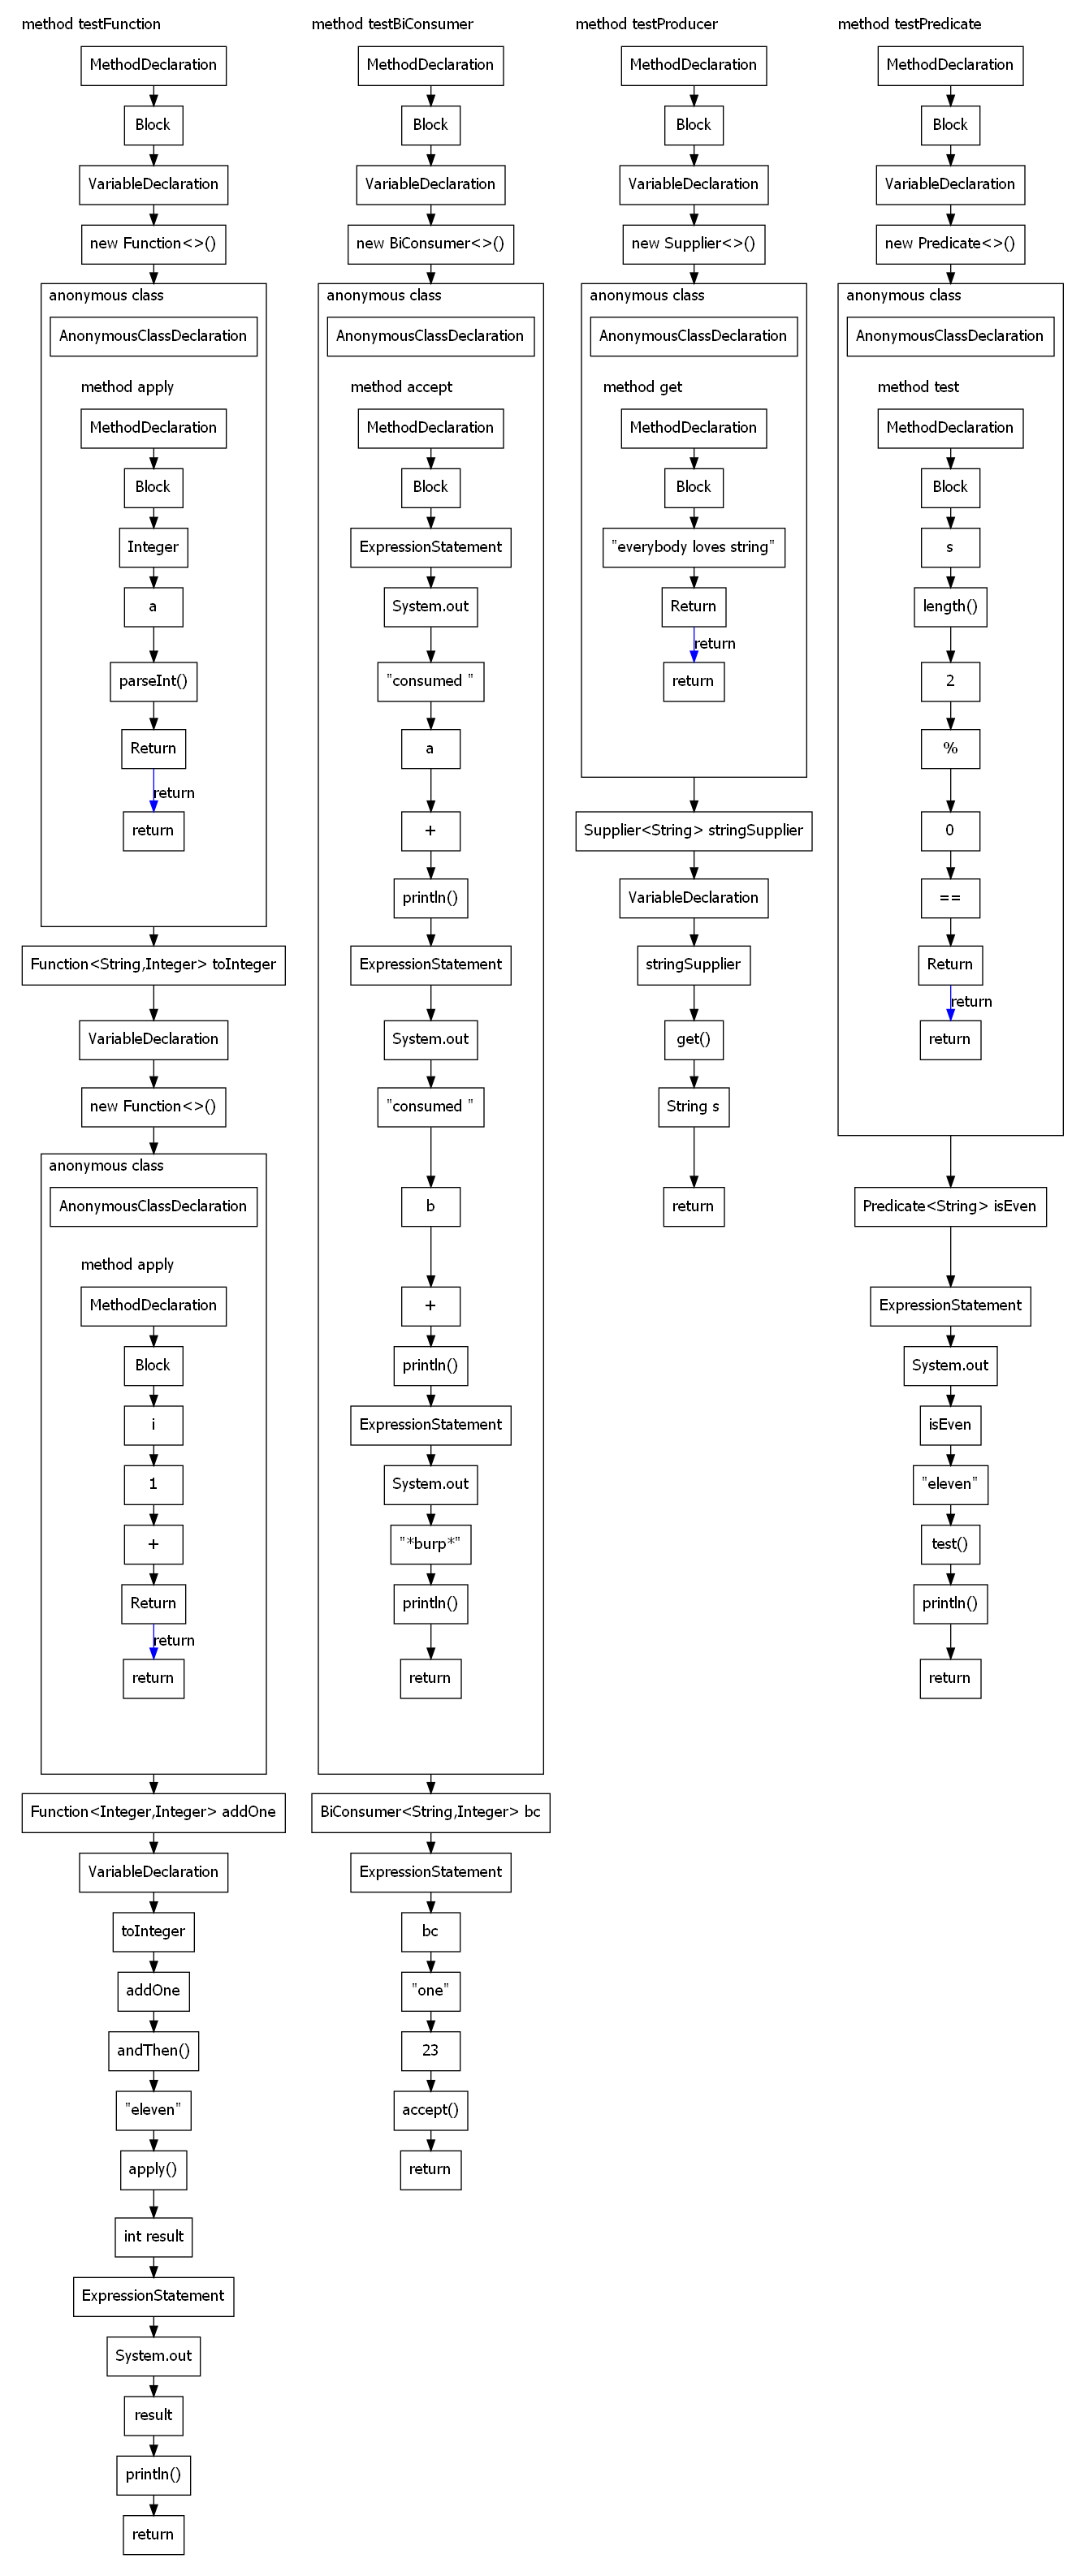 method testFunction
MethodDeclaration
Block
VariableDeclaration
new Function<>()
anonymous class
AnonymousClassDeclaration
method apply
MethodDeclaration
Block
Integer
a
parseInt()
Return
return
return
Function<String,Integer> toInteger
VariableDeclaration
new Function<>()
anonymous class
AnonymousClassDeclaration
method apply
MethodDeclaration
Block
i
1
+
Return
return
return
Function<Integer,Integer> addOne
VariableDeclaration
toInteger
addOne
andThen()
"eleven"
apply()
int result
ExpressionStatement
System.out
result
println()
return
method testBiConsumer
MethodDeclaration
Block
VariableDeclaration
new BiConsumer<>()
anonymous class
AnonymousClassDeclaration
method accept
MethodDeclaration
Block
ExpressionStatement
System.out
"consumed "
a
+
println()
ExpressionStatement
System.out
"consumed "
b
+
println()
ExpressionStatement
System.out
"*burp*"
println()
return
BiConsumer<String,Integer> bc
ExpressionStatement
bc
"one"
23
accept()
return
method testProducer
MethodDeclaration
Block
VariableDeclaration
new Supplier<>()
anonymous class
AnonymousClassDeclaration
method get
MethodDeclaration
Block
"everybody loves string"
Return
return
return
Supplier<String> stringSupplier
VariableDeclaration
stringSupplier
get()
String s
return
method testPredicate
MethodDeclaration
Block
VariableDeclaration
new Predicate<>()
anonymous class
AnonymousClassDeclaration
method test
MethodDeclaration
Block
s
length()
2
%
0
==
Return
return
return
Predicate<String> isEven
ExpressionStatement
System.out
isEven
"eleven"
test()
println()
return